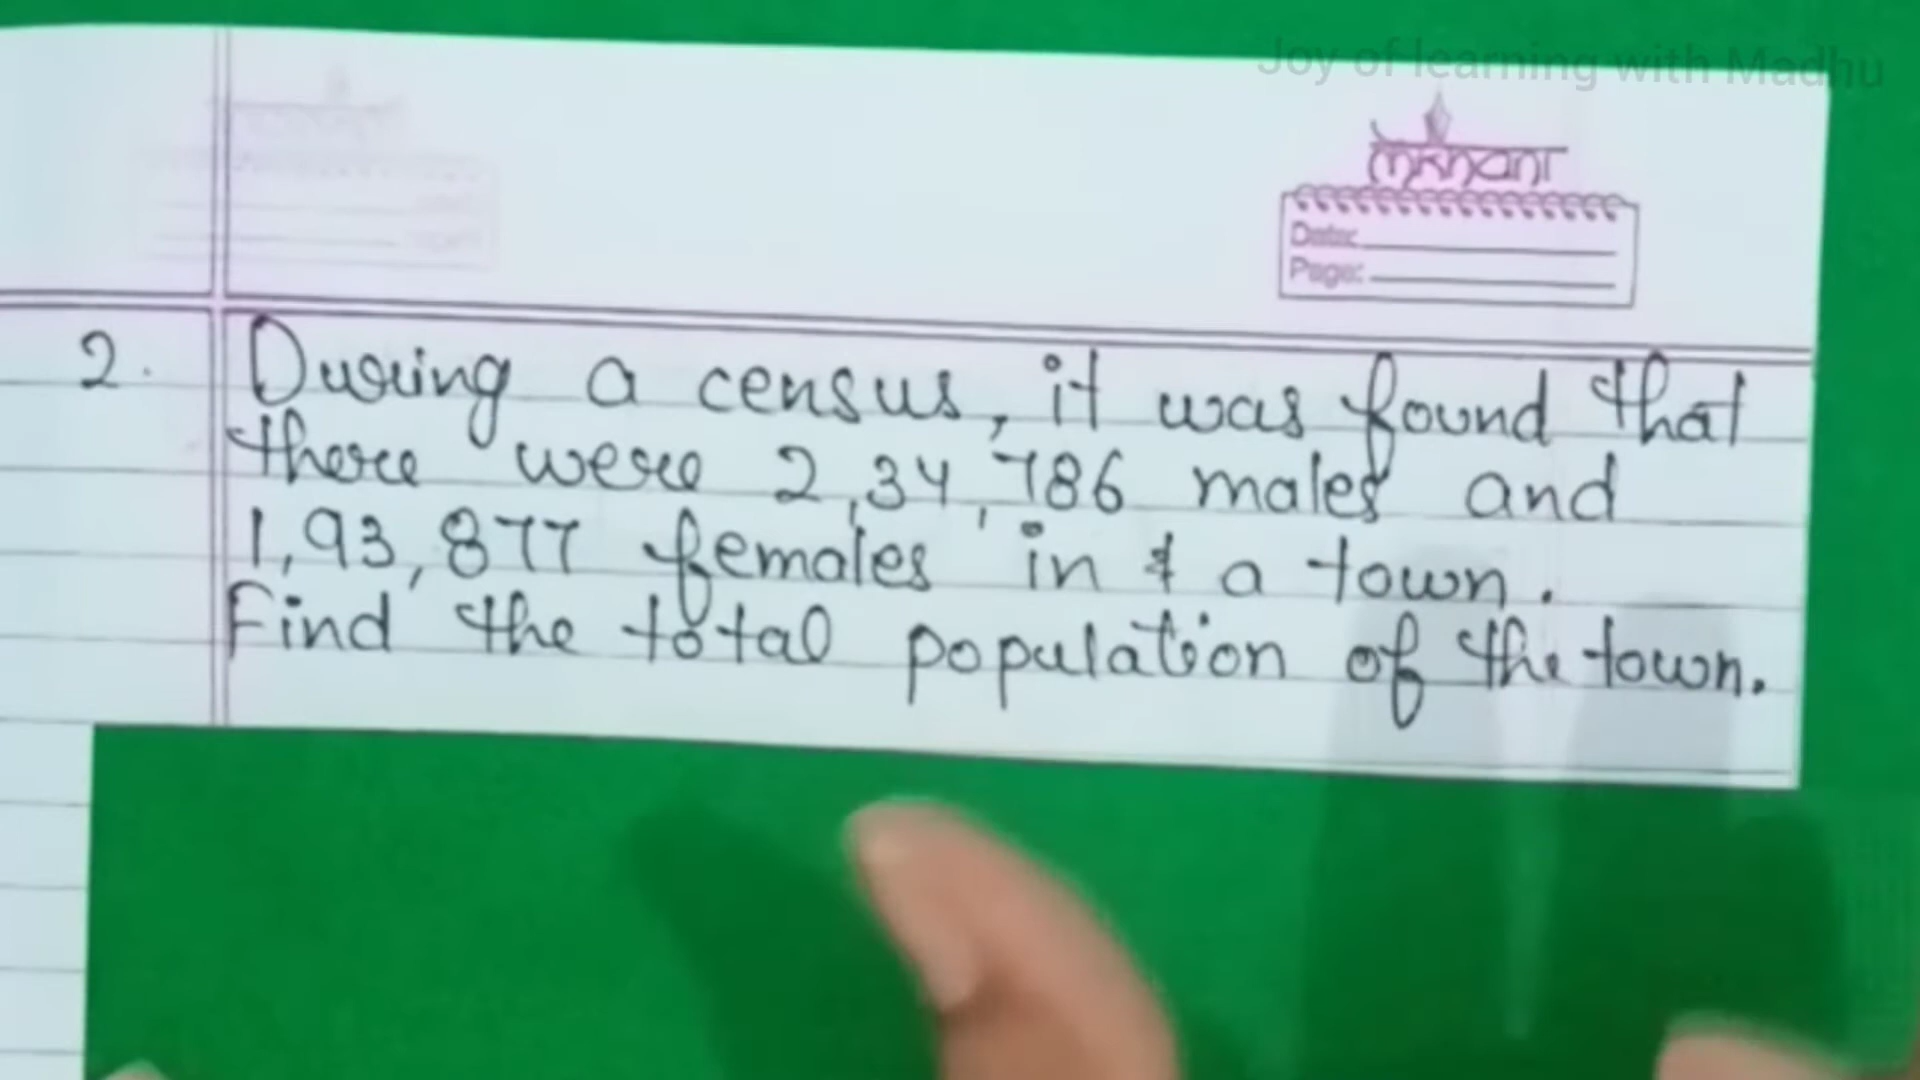 Joy of learning with Madhu
Lekhani
Date:
Page:
2. During a census, it was found that
there were 2,34,786 males and
1,93,877 females in a town.
Find the total population of the town.